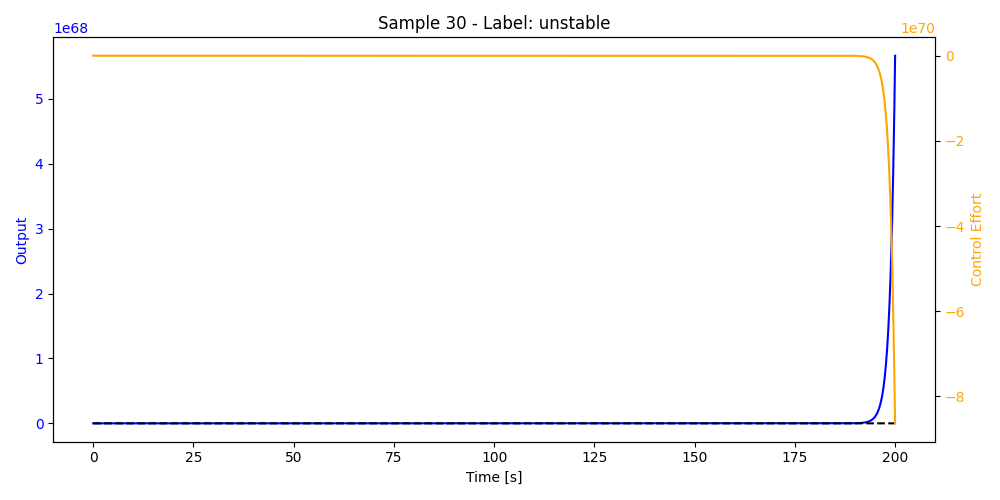 Sample 30 - Label: unstable
1e68
1e70
5
4
3
2
1
0
Output
0
−2
−4
−6
−8
Control Effort
0 25 50 75 100 125 150 175 200
Time [s]